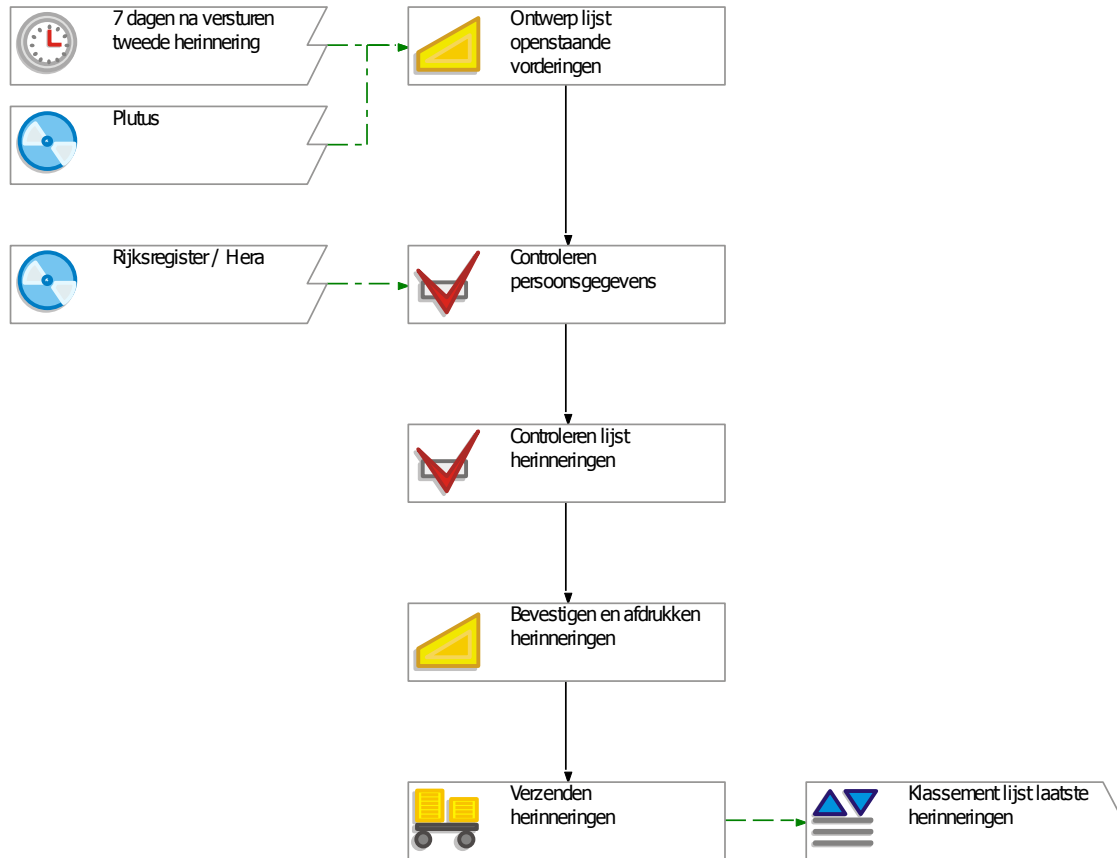 7 dagen na versturen
tweede herinnering
Ontwerp lijst
openstaande
vorderingen
Plutus
Rijksregister / Hera
Controleren
persoonsgegevens
Controleren lijst
herinneringen
Bevestigen en afdrukken
herinneringen
Verzenden
herinneringen
Klassement lijst laatste
herinneringen